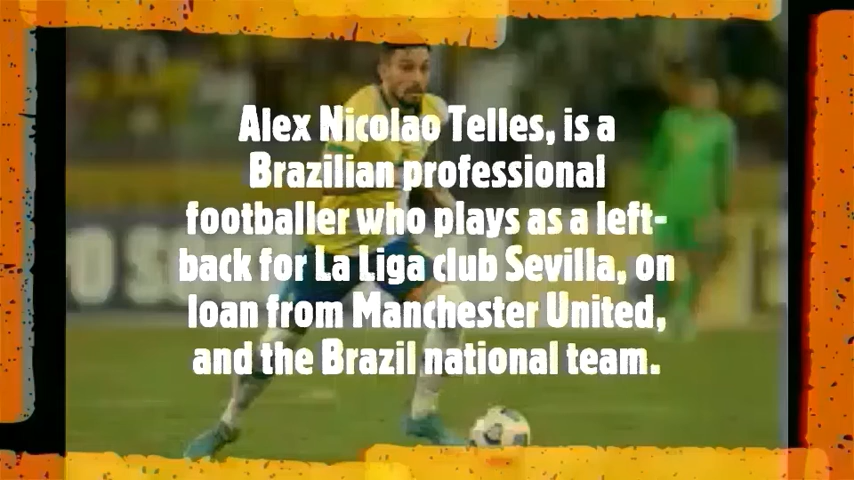 Alex Nicolao Telles, is a
Brazilian professional
footballer who plays as a left-
back for La Liga club Sevilla, on
loan from Manchester United,
and the Brazil national team.